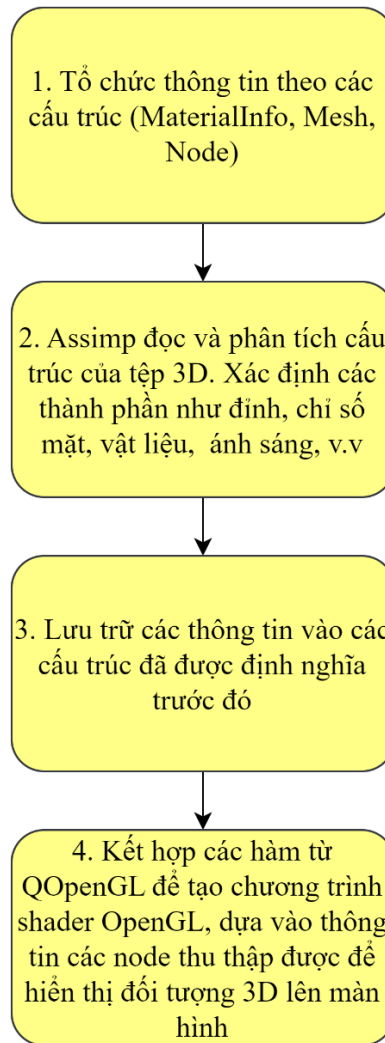 1. Tổ chức thông tin theo các
cấu trúc (MaterialInfo, Mesh,
Node)
2. Assimp đọc và phân tích cấu
trúc của tệp 3D. Xác định các
thành phần như đỉnh, chỉ số
mặt, vật liệu, ánh sáng, v.v
3. Lưu trữ các thông tin vào các
cấu trúc đã được định nghĩa
trước đó
4. Kết hợp các hàm từ
QOpenGL để tạo chương trình
shader OpenGL, dựa vào thông
tin các node thu thập được để
hiển thị đối tượng 3D lên màn
hình